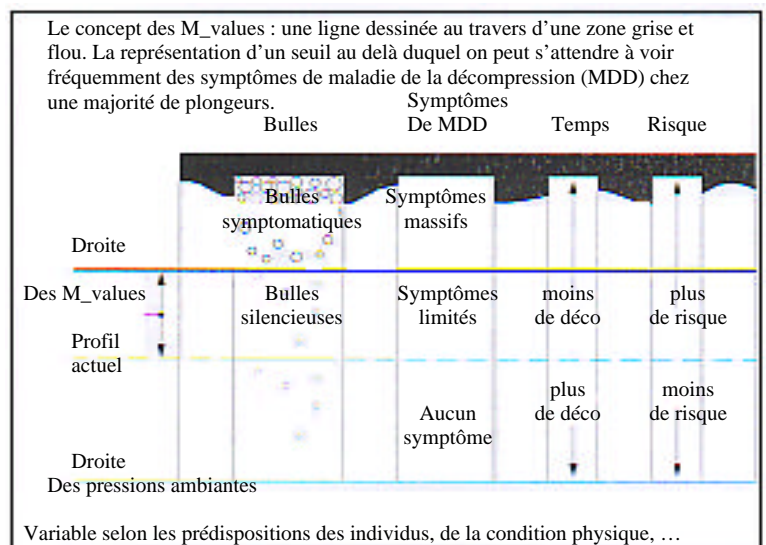 Le concept des M_values : une ligne dessinée au travers d'une zone grise et
flou. La représentation d'un seuil au delà duquel on peut s'attendre à voir
fréquemment des symptômes de maladie de la décompression (MDD) chez
une majorité de plongeurs.
Symptômes
Bulles De MDD Temps Risque
Bulles Symptômes
symptomatiques massifs
Droite
Des M_values Bulles Symptômes moins plus
silencieuses limités de déco de risque
Profil
actuel
plus moins
Aucun de déco de risque
symptôme
Droite
Des pressions ambiantes
Variable selon les prédispositions des individus, de la condition physique, …